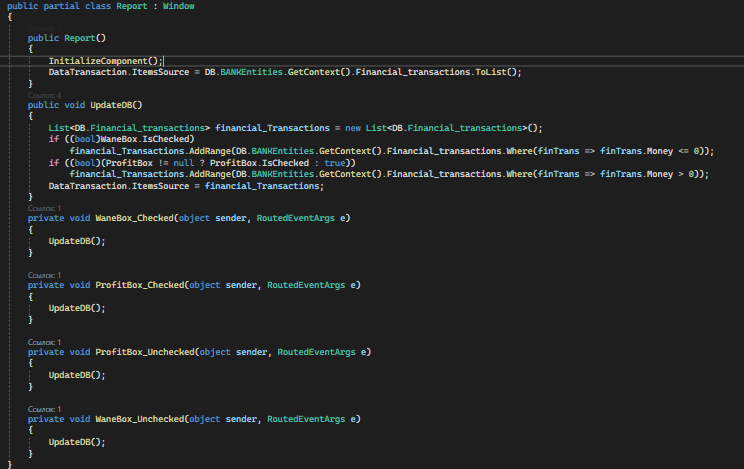 public partial class Report : Window
{
public Report()
{
InitializeComponent();
DataTransaction.ItemsSource = DB.BANKEntities.GetContext().Financial_transactions.ToList();
}
Ссылок: 4
public void UpdateDB()
{
List<DB.Financial_transactions> financial_Transactions = new List<DB.Financial_transactions>();
if ((bool)WaneBox.IsChecked)
financial_Transactions.AddRange(DB.BANKEntities.GetContext().Financial_transactions.Where(finTrans => finTrans.Money <= 0));
if ((bool)(ProfitBox != null ? ProfitBox.IsChecked : true))
financial_Transactions.AddRange(DB.BANKEntities.GetContext().Financial_transactions.Where(finTrans => finTrans.Money > 0));
DataTransaction.ItemsSource = financial_Transactions;
}
Ссылок: 1
private void WaneBox_Checked(object sender, RoutedEventArgs e)
{
UpdateDB();
}
Ссылок: 1
private void ProfitBox_Checked(object sender, RoutedEventArgs e)
{
UpdateDB();
}
Ссылок: 1
private void ProfitBox_Unchecked(object sender, RoutedEventArgs e)
{
UpdateDB();
}
Ссылок: 1
private void WaneBox_Unchecked(object sender, RoutedEventArgs e)
{
UpdateDB();
}
}